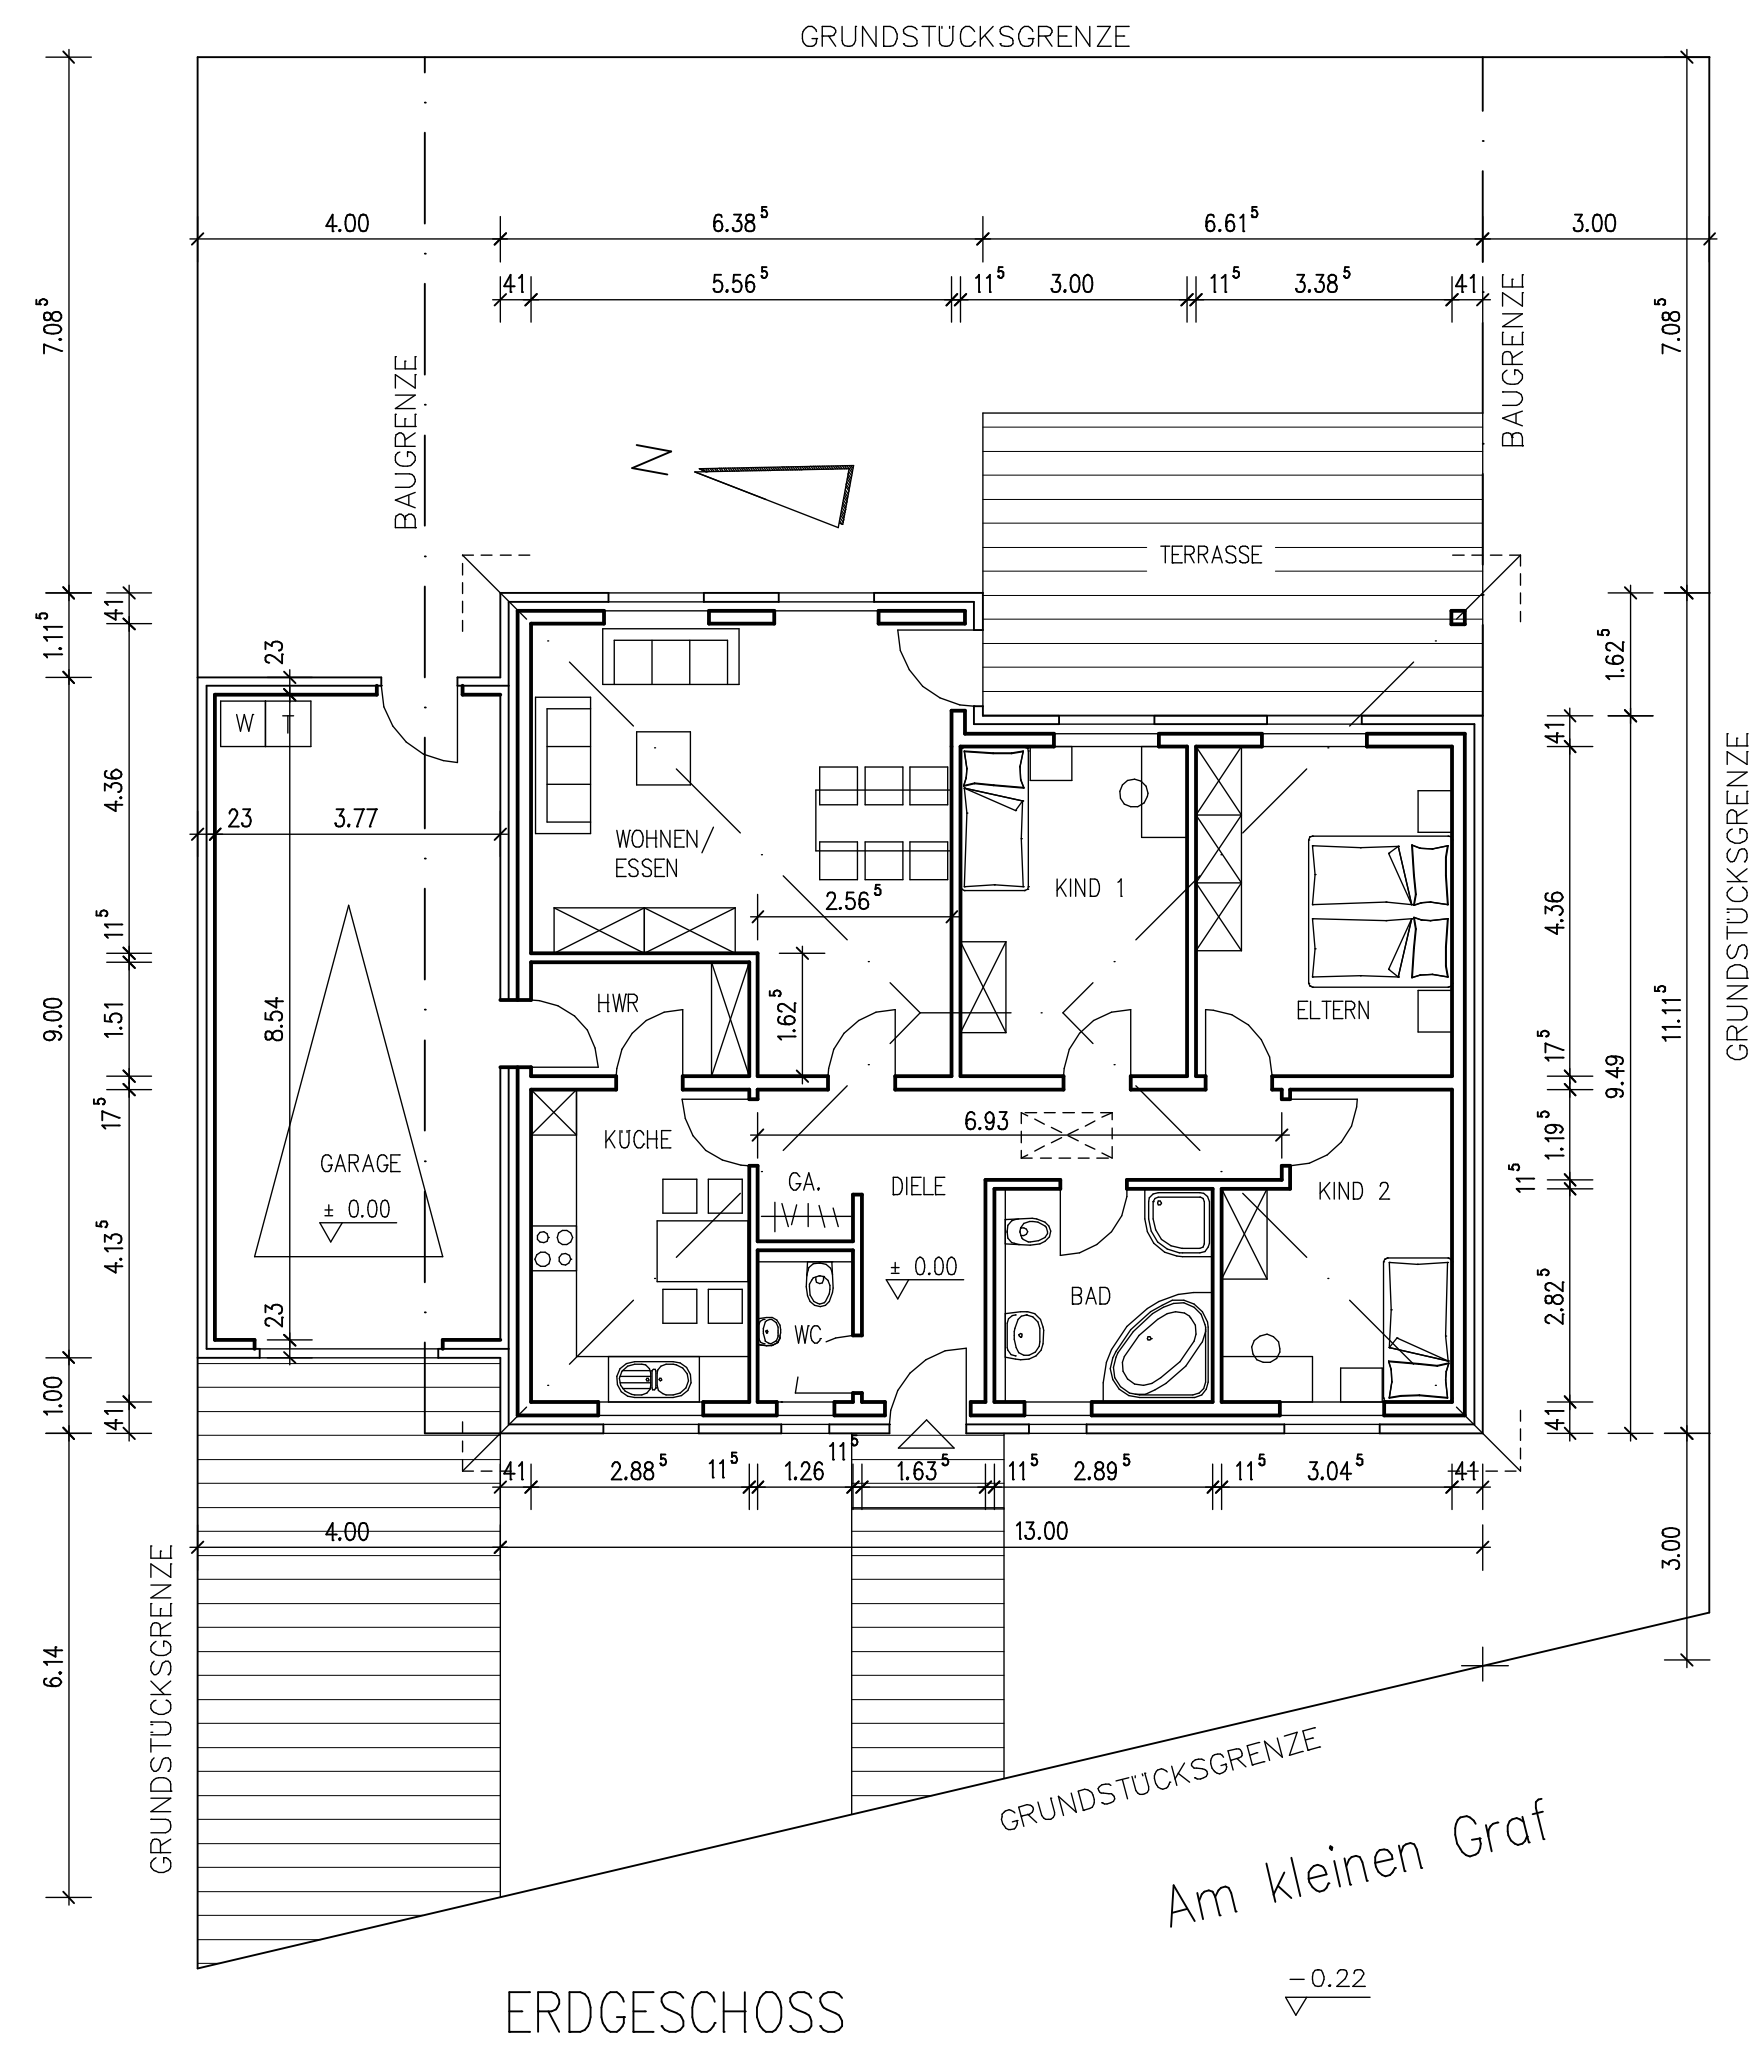 GRUNDSTÜCKSGRENZE
4.00
6.38⁵
6.61⁵
3.00
41
5.56⁵
11⁵
3.00
11⁵
3.38⁵
41
7.08⁵
7.08⁵
BAUGRENZE
BAUGRENZE
N
TERRASSE
1.11⁵
41
23
1.62⁵
41
W
T
4.36
23
3.77
WOHNEN/
ESSEN
KIND 1
2.56⁵
4.36
GRUNDSTÜCKSGRENZE
11⁵
HWR
ELTERN
9.00
1.51
8.54
1.62⁵
11.11⁵
17⁵
9.49
17⁵
KÜCHE
6.93
1.19⁵
GARAGE
GA.
DIELE
11⁵
KIND 2
± 0.00
4.13⁵
± 0.00
BAD
2.82⁵
23
WC
1.00
41
41
41
2.88⁵
11⁵
1.26
11⁵
1.63⁵
11⁵
2.89⁵
11⁵
3.04⁵
41
4.00
13.00
3.00
6.14
GRUNDSTÜCKSGRENZE
GRUNDSTÜCKSGRENZE
Am kleinen Graf
-0.22
ERDGESCHOSS